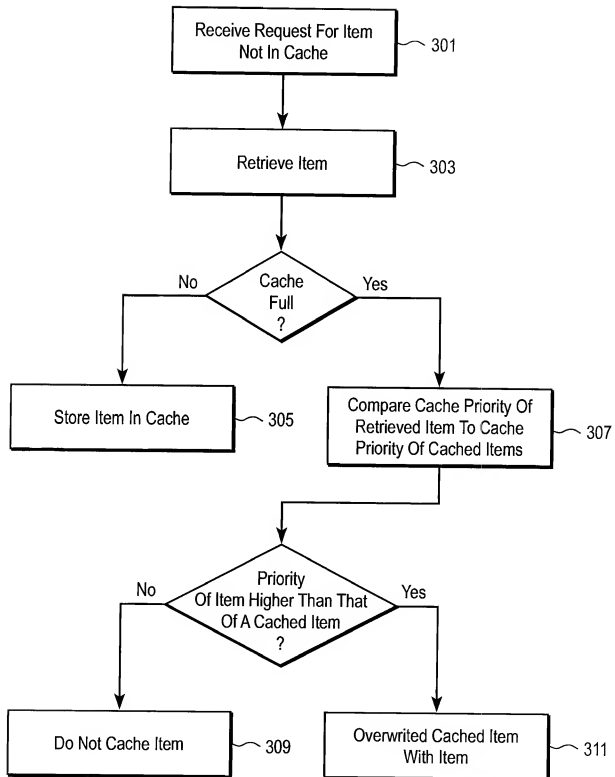 Receive Request For Item
Not In Cache
301
Retrieve Item
303
No
Cache
Full
?
Yes
Store Item In Cache
305
Compare Cache Priority Of
Retrieved Item To Cache
Priority Of Cached Items
307
No
Priority
Of Item Higher Than That
Of A Cached Item
?
Yes
Do Not Cache Item
309
Overwrited Cached Item
With Item
311